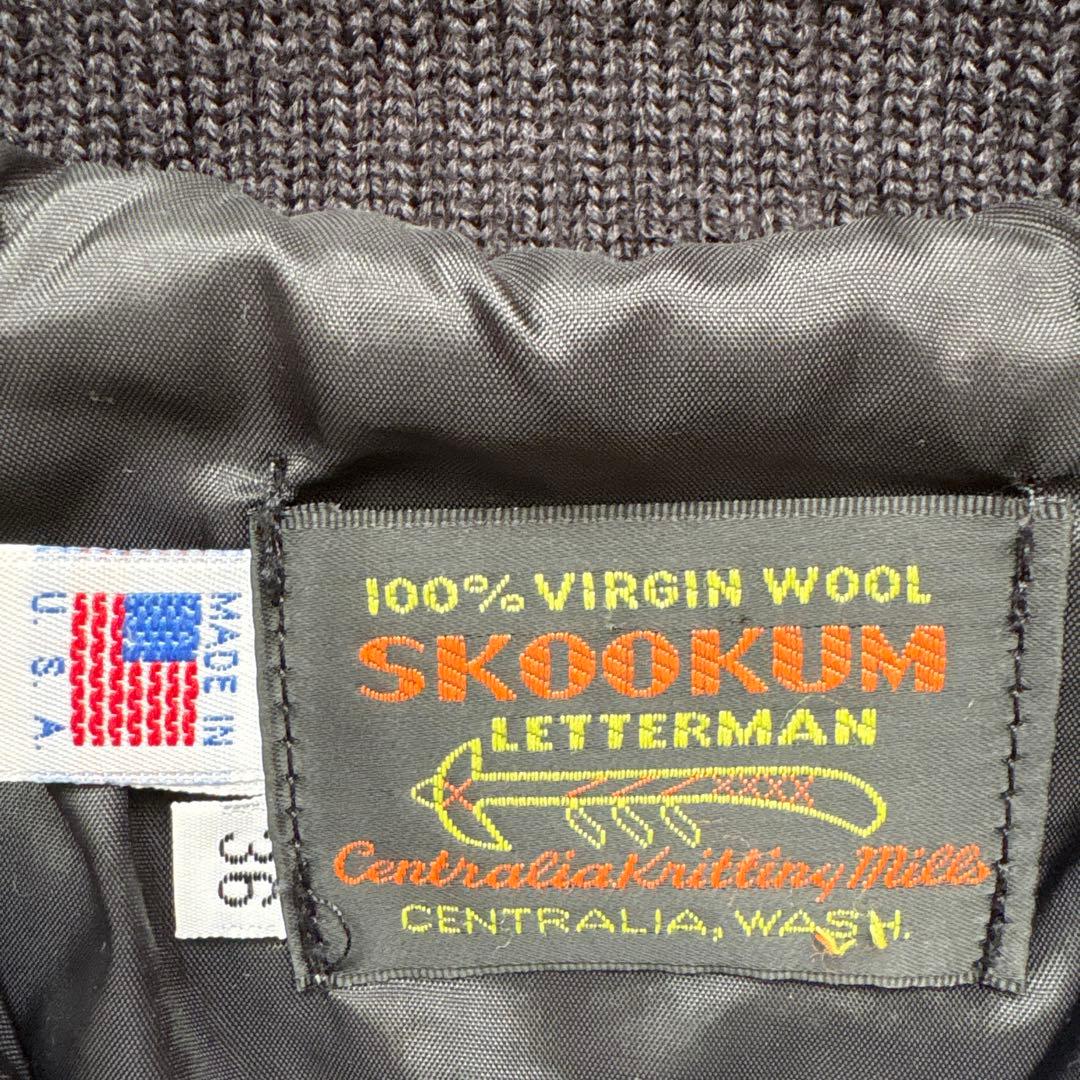 100% VIRGIN WOOL
SKOOKUM
LETTERMAN
Centralia Knitting Mills
CENTRALIA, WASH.
MADE IN
U. S. A.
36